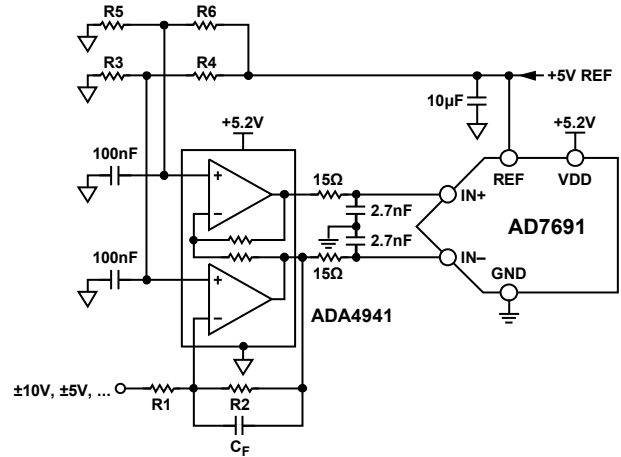 R5
R6
R3
R4
+5V REF
10µF
+5.2V
+5.2V
100nF
+
−
15Ω
2.7nF
2.7nF
15Ω
REF
VDD
IN+
AD7691
IN−
GND
100nF
+
−
ADA4941
±10V, ±5V, ...
R1
R2
CF